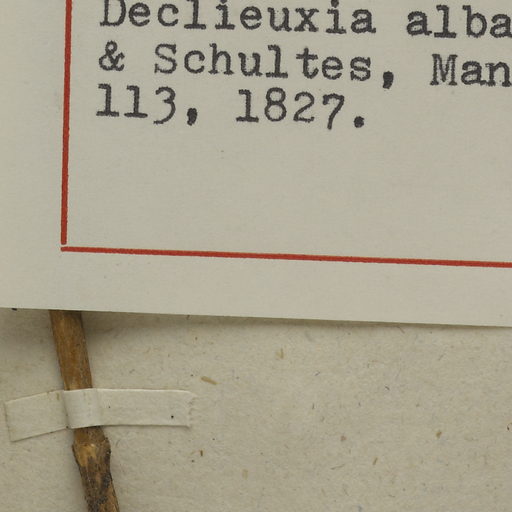 Declieuxia alba
& Schultes, Man
113, 1827.